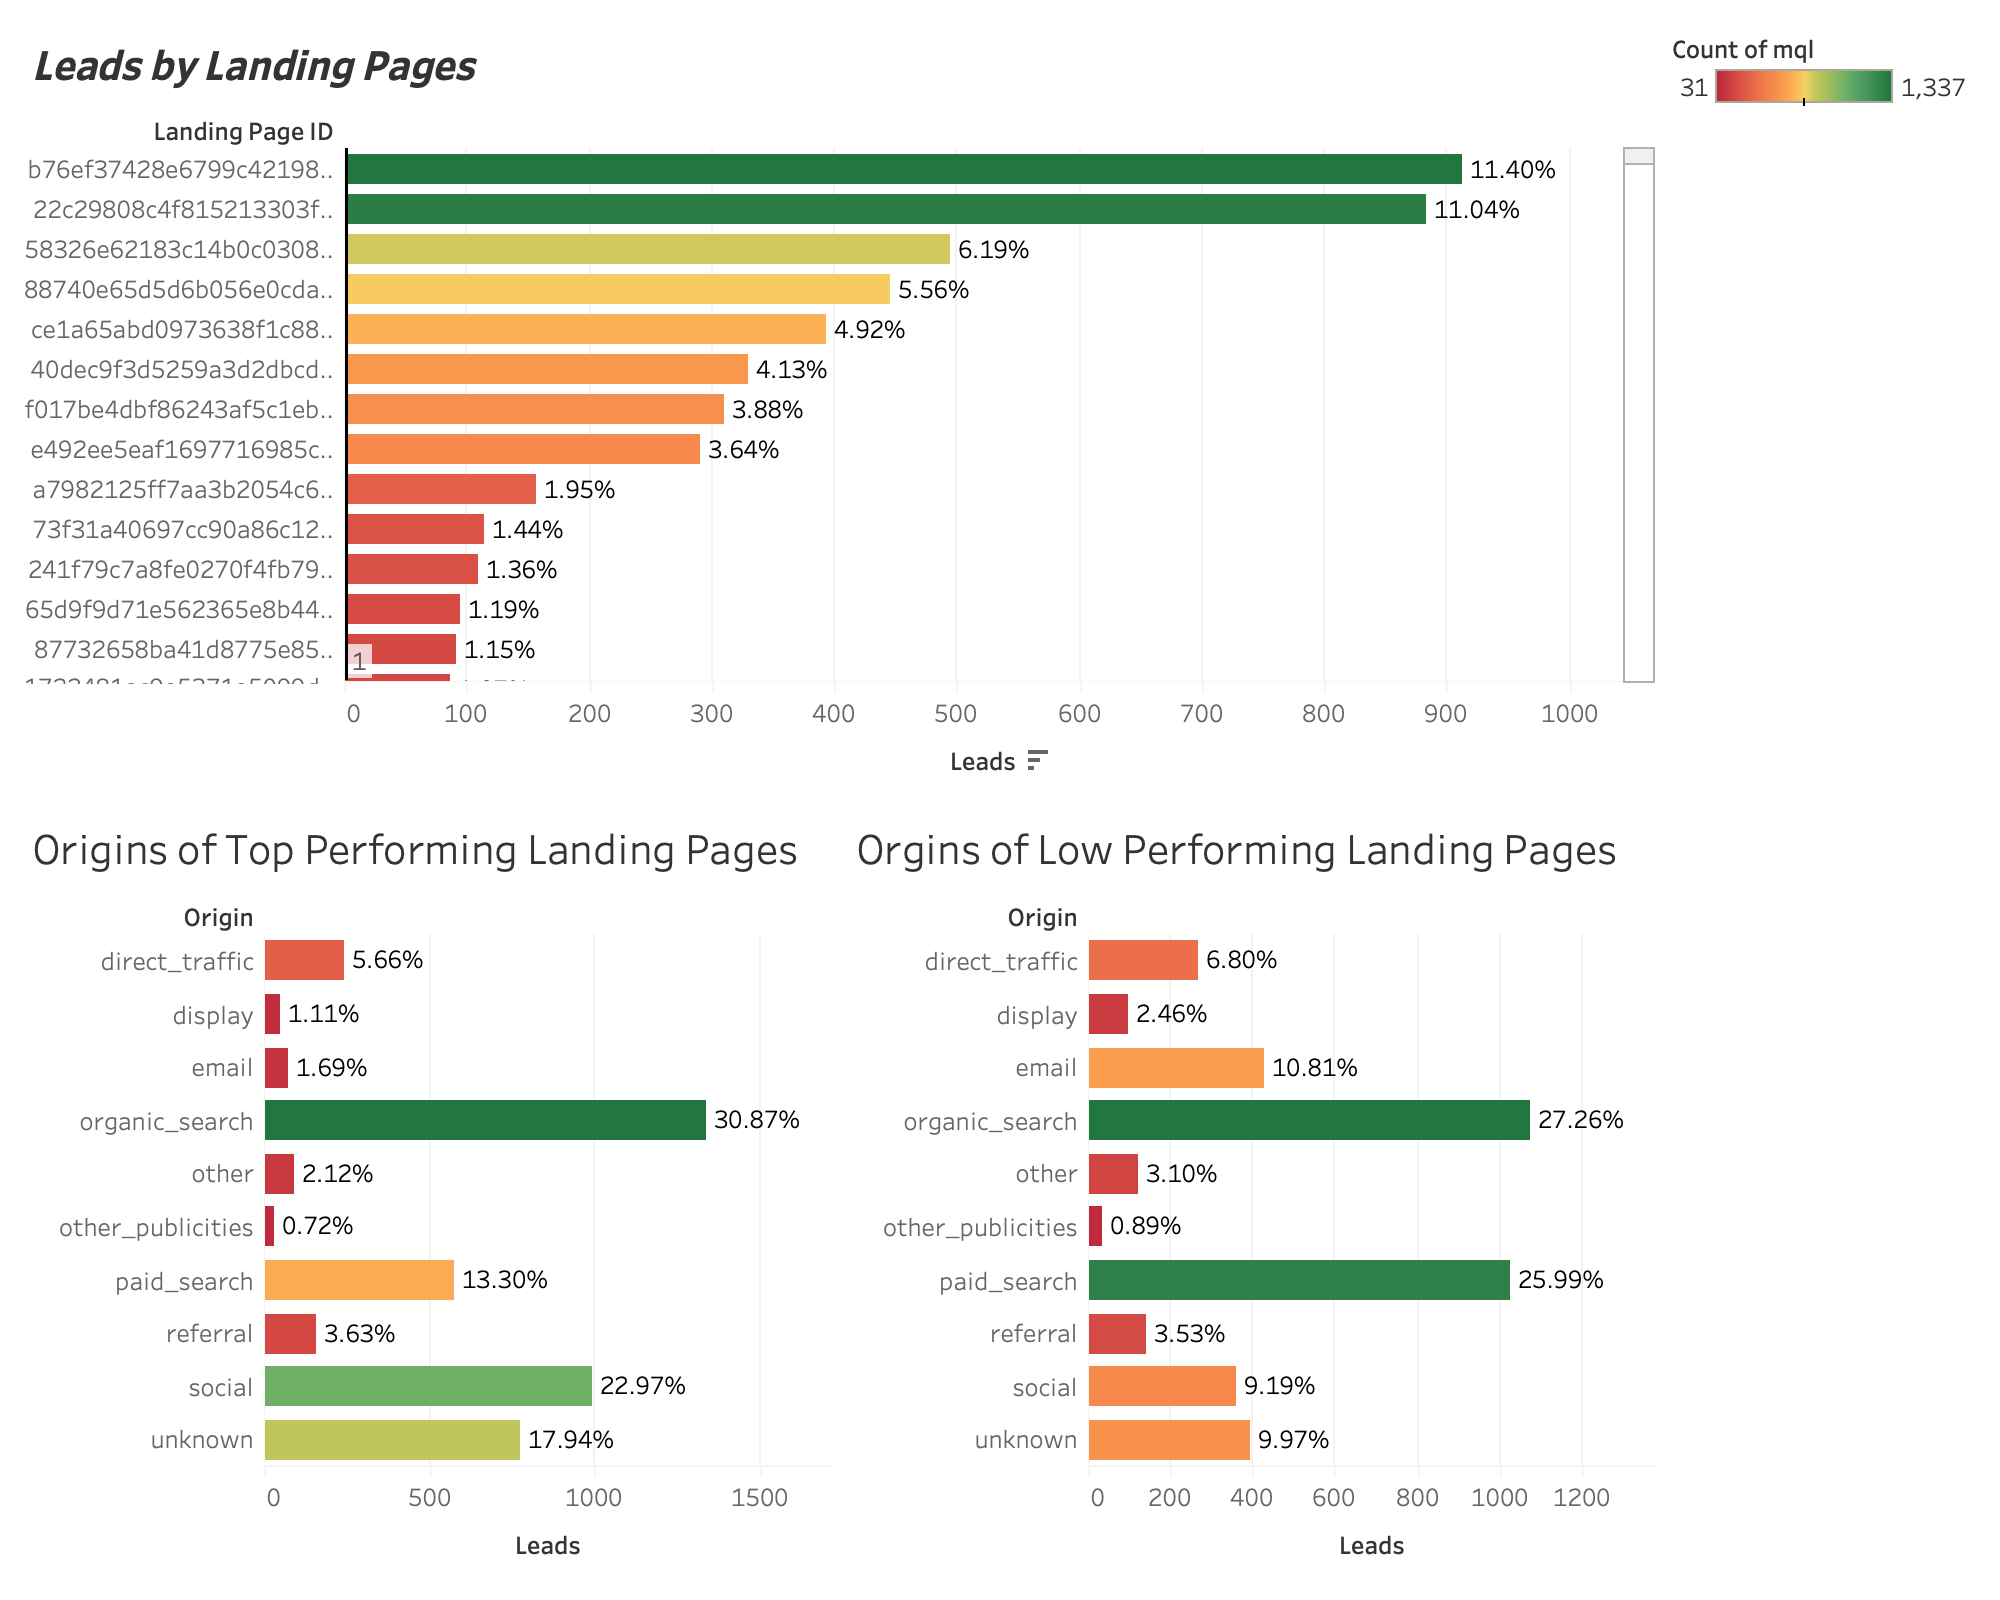 Leads by Landing Pages
Count of mql
31 1,337
Landing Page ID
b76ef37428e6799c42198.. 11.40%
22c29808c4f815213303f.. 11.04%
58326e62183c14b0c0308.. 6.19%
88740e65d5d6b056e0cda.. 5.56%
ce1a65abd0973638f1c88.. 4.92%
40dec9f3d5259a3d2dbcd.. 4.13%
f017be4dbf86243af5c1eb.. 3.88%
e492ee5eaf1697716985c.. 3.64%
a7982125ff7aa3b2054c6.. 1.95%
73f31a40697cc90a86c12.. 1.44%
241f79c7a8fe0270f4fb79.. 1.36%
65d9f9d71e562365e8b44.. 1.19%
87732658ba41d8775e85.. 1.15%
1
0 100 200 300 400 500 600 700 800 900 1000
Leads
Origins of Top Performing Landing Pages
Origin
direct_traffic 5.66%
display 1.11%
email 1.69%
organic_search 30.87%
other 2.12%
other_publicities 0.72%
paid_search 13.30%
referral 3.63%
social 22.97%
unknown 17.94%
0 500 1000 1500
Leads
Orgins of Low Performing Landing Pages
Origin
direct_traffic 6.80%
display 2.46%
email 10.81%
organic_search 27.26%
other 3.10%
other_publicities 0.89%
paid_search 25.99%
referral 3.53%
social 9.19%
unknown 9.97%
0 200 400 600 800 1000 1200
Leads